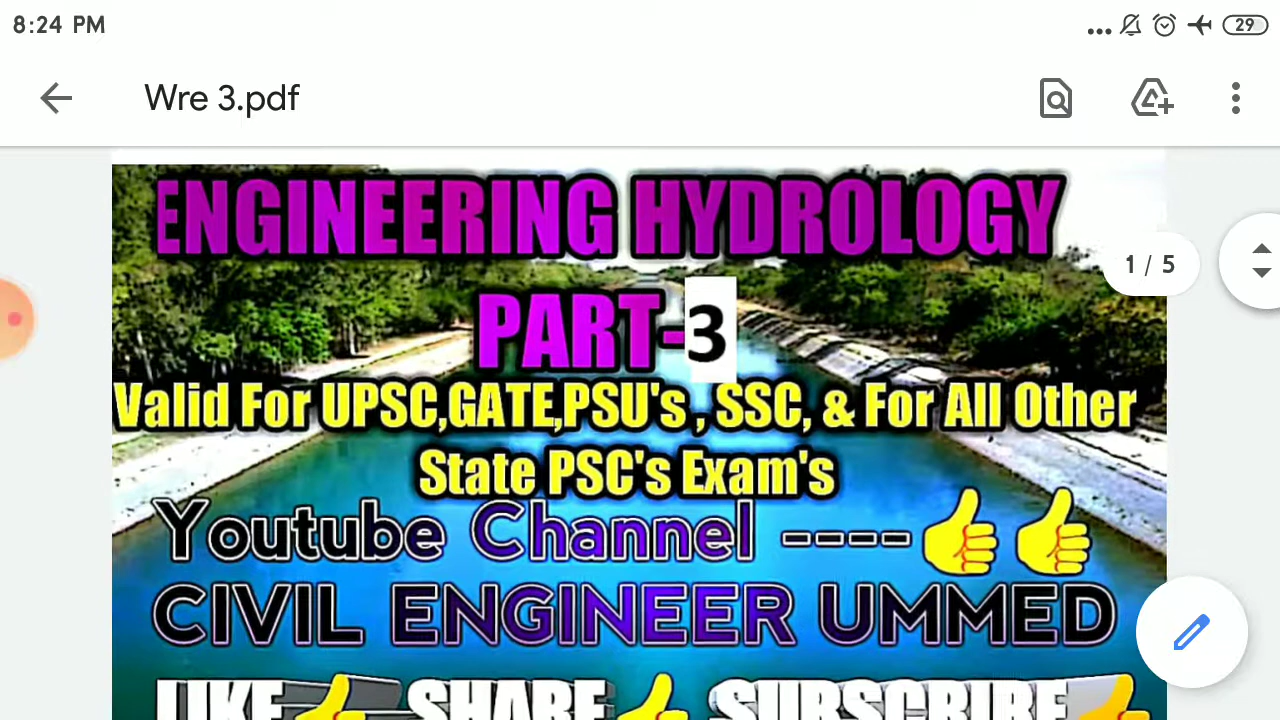 8:24 PM
29
Wre 3.pdf
ENGINEERING HYDROLOGY
1 / 5
PART-3
Valid For UPSC,GATE,PSU's , SSC, & For All Other
State PSC's Exam's
Youtube Channel ----👍👍
CIVIL ENGINEER UMMED
LIKE👍 SHARE👍 SUBSCRIBE👍